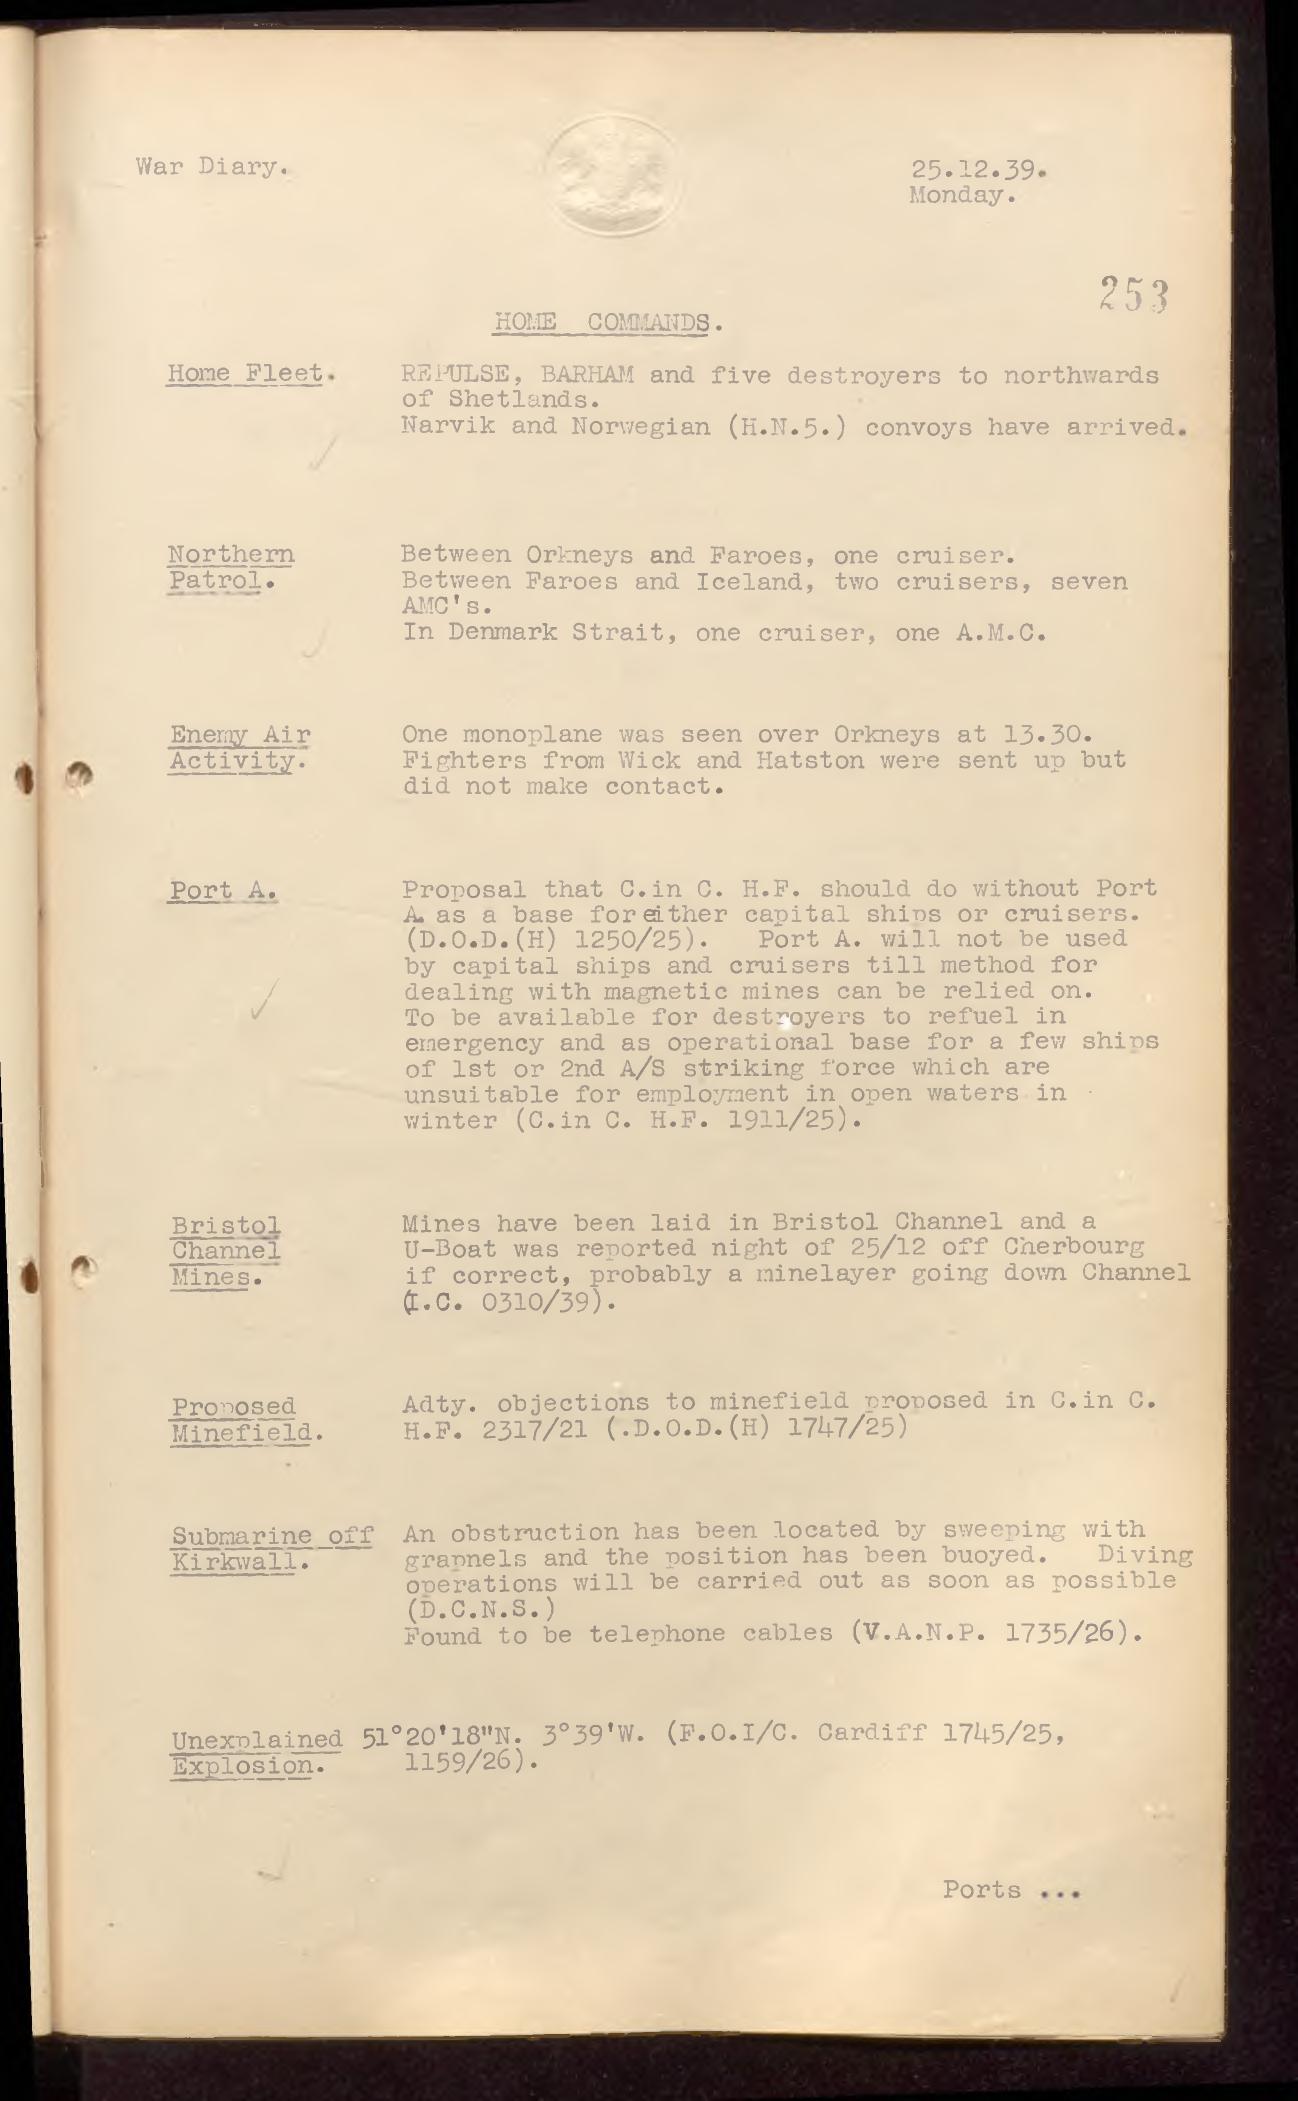 War Diary.
25.12.39.
Monday.
253
HOME COMMANDS.
Home Fleet. REPULSE, BARHAM and five destroyers to northwards
of Shetlands.
Narvik and Norwegian (H.N.5.) convoys have arrived.
Northern Between Orkneys and Faroes, one cruiser.
Patrol. Between Faroes and Iceland, two cruisers, seven
AMC's.
In Denmark Strait, one cruiser, one A.M.C.
Enemy Air One monoplane was seen over Orkneys at 13.30.
Activity. Fighters from Wick and Hatston were sent up but
did not make contact.
Port A. Proposal that C.in C. H.F. should do without Port
A. as a base for either capital ships or cruisers.
(D.O.D.(H) 1250/25). Port A. will not be used
by capital ships and cruisers till method for
dealing with magnetic mines can be relied on.
To be available for destroyers to refuel in
emergency and as operational base for a few ships
of 1st or 2nd A/S striking force which are
unsuitable for employment in open waters in
winter (C.in C. H.F. 1911/25).
Bristol Mines have been laid in Bristol Channel and a
Channel U-Boat was reported night of 25/12 off Cherbourg
Mines. if correct, probably a minelayer going down Channel
(I.C. 0310/39).
Proposed Adty. objections to minefield proposed in C.in C.
Minefield. H.F. 2317/21 (.D.O.D.(H) 1747/25)
Submarine off An obstruction has been located by sweeping with
Kirkwall. grapnels and the position has been buoyed. Diving
operations will be carried out as soon as possible
(D.C.N.S.)
Found to be telephone cables (V.A.N.P. 1735/26).
Unexplained 51°20'18"N. 3°39'W. (F.O.I/C. Cardiff 1745/25,
Explosion. 1159/26).
Ports ...